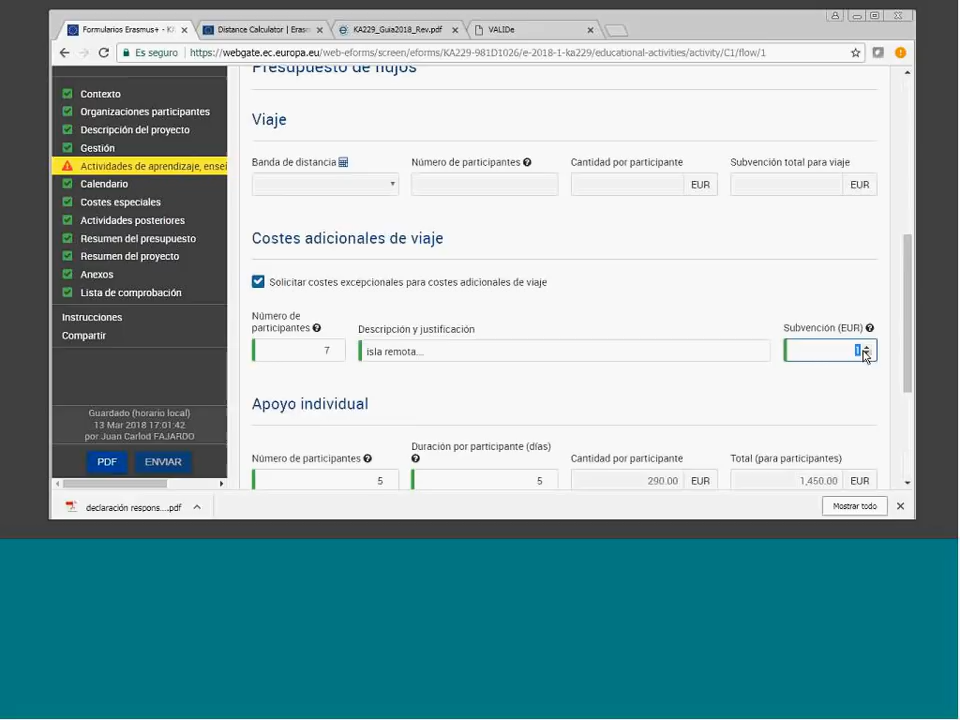 Formularios Erasmus+ - K
Distance Calculator | Erasm
KA229_Guia2018_Rev.pdf
VALIDe
Es seguro
https://webgate.ec.europa.eu/web-eforms/screen/eforms/KA229-981D1026/e-2018-1-ka229/educational-activities/activity/C1/flow/1
Contexto
Organizaciones participantes
Descripción del proyecto
Gestión
Actividades de aprendizaje, ense
Calendario
Costes especiales
Actividades posteriores
Resumen del presupuesto
Resumen del proyecto
Anexos
Lista de comprobación
Instrucciones
Compartir
Guardado (horario local)
13 Mar 2018 17:01:42
por Juan Carlod FAJARDO
PDF
ENVIAR
Presupuesto de flujos
Viaje
Banda de distancia
Número de participantes
Cantidad por participante
Subvención total para viaje
EUR
EUR
Costes adicionales de viaje
Solicitar costes excepcionales para costes adicionales de viaje
Número de
participantes
Descripción y justificación
Subvención (EUR)
7
isla remota...
1
Apoyo individual
Número de participantes
Duración por participante (días)
Cantidad por participante
Total (para participantes)
5
5
290.00 EUR
1,450.00 EUR
declaración respons....pdf
Mostrar todo